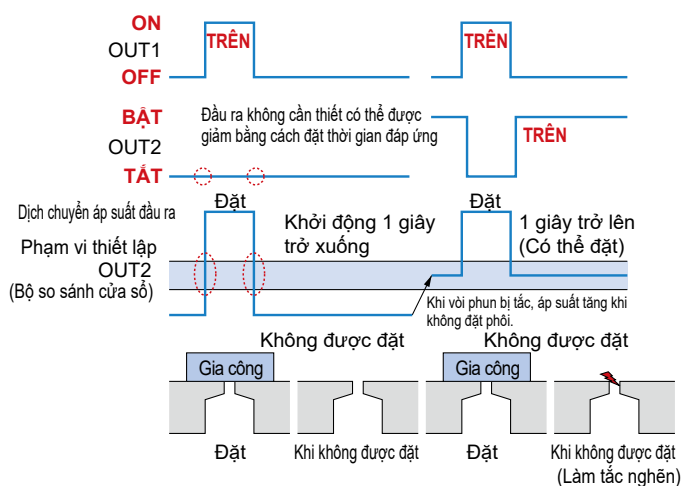 ON
OUT1
OFF
TRÊN
TRÊN
BẬT
OUT2
TẮT
Đầu ra không cần thiết có thể được
giảm bằng cách đặt thời gian đáp ứng
TRÊN
Dịch chuyển áp suất đầu ra
Đặt
Đặt
Khởi động 1 giây
trở xuống
1 giây trở lên
(Có thể đặt)
Phạm vi thiết lập
OUT2
(Bộ so sánh cửa sổ)
Khi vòi phun bị tắc, áp suất tăng khi
không đặt phôi.
Không được đặt
Không được đặt
Gia công
Gia công
Đặt
Khi không được đặt
Đặt
Khi không được đặt
(Làm tắc nghẽn)